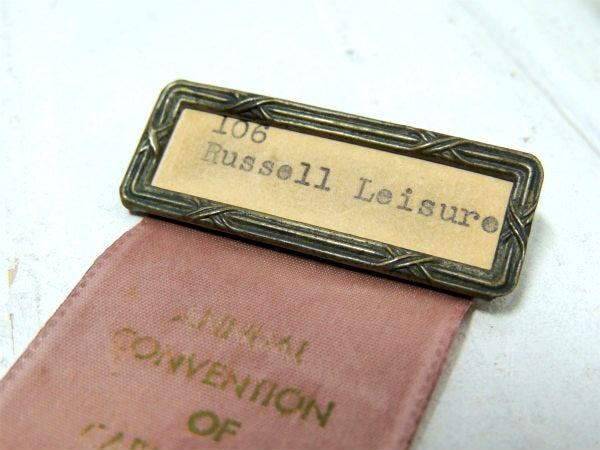 106
Russell Leisure
ANNUAL
CONVENTION
OF